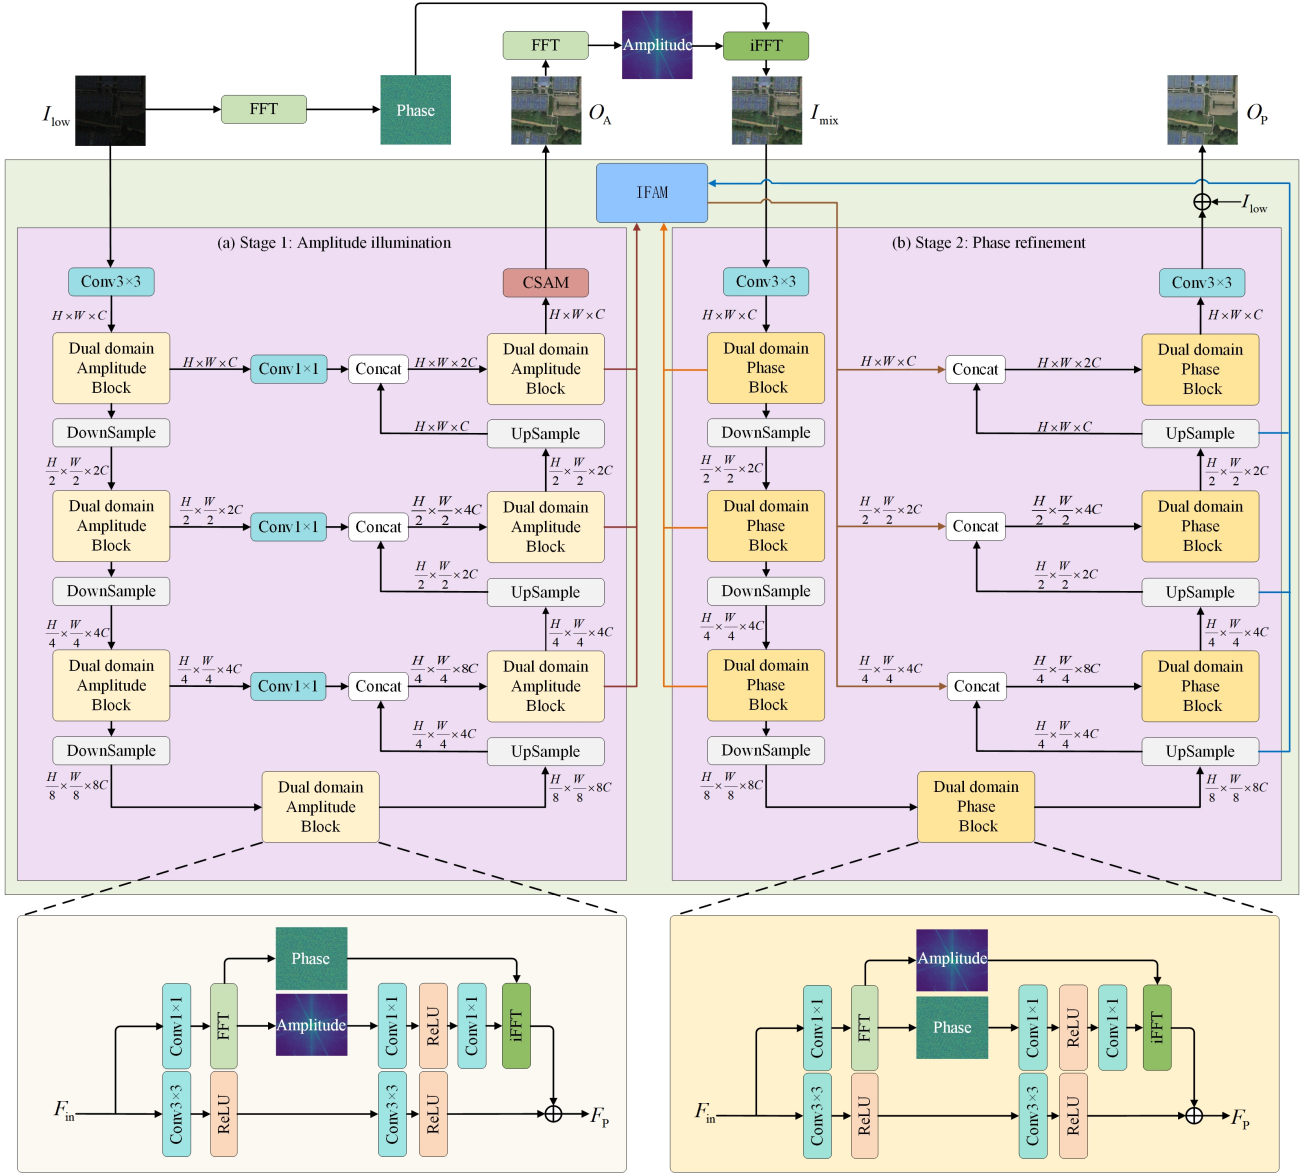 FFT
Amplitude
iFFT
I_low
FFT
Phase
O_A
I_mix
O_P
IFAM
I_low
(a) Stage 1: Amplitude illumination
(b) Stage 2: Phase refinement
Conv3×3
CSAM
Conv3×3
Conv3×3
H×W×C
H×W×C
H×W×C
H×W×C
Dual domain
Amplitude
Block
H×W×C
Conv1×1
Concat
H×W×2C
Dual domain
Amplitude
Block
Dual domain
Phase
Block
H×W×C
Concat
H×W×2C
Dual domain
Phase
Block
DownSample
H×W×C
UpSample
DownSample
H×W×C
UpSample
H/2×W/2×2C
H/2×W/2×2C
H/2×W/2×2C
H/2×W/2×2C
Dual domain
Amplitude
Block
H/2×W/2×2C
Conv1×1
Concat
H/2×W/2×4C
Dual domain
Amplitude
Block
Dual domain
Phase
Block
H/2×W/2×2C
Concat
H/2×W/2×4C
Dual domain
Phase
Block
DownSample
H/2×W/2×2C
UpSample
DownSample
H/2×W/2×2C
UpSample
H/4×W/4×4C
H/4×W/4×4C
H/4×W/4×4C
H/4×W/4×4C
Dual domain
Amplitude
Block
H/4×W/4×4C
Conv1×1
Concat
H/4×W/4×8C
Dual domain
Amplitude
Block
Dual domain
Phase
Block
H/4×W/4×4C
Concat
H/4×W/4×8C
Dual domain
Phase
Block
DownSample
H/4×W/4×4C
UpSample
DownSample
H/4×W/4×4C
UpSample
H/8×W/8×8C
Dual domain
Amplitude
Block
H/8×W/8×8C
H/8×W/8×8C
Dual domain
Phase
Block
H/8×W/8×8C
Phase
Conv1×1
FFT
Amplitude
Conv1×1
ReLU
Conv1×1
iFFT
F_in
Conv3×3
ReLU
Conv3×3
ReLU
F_P
Amplitude
Conv1×1
FFT
Phase
Conv1×1
ReLU
Conv1×1
iFFT
F_in
Conv3×3
ReLU
Conv3×3
ReLU
F_P